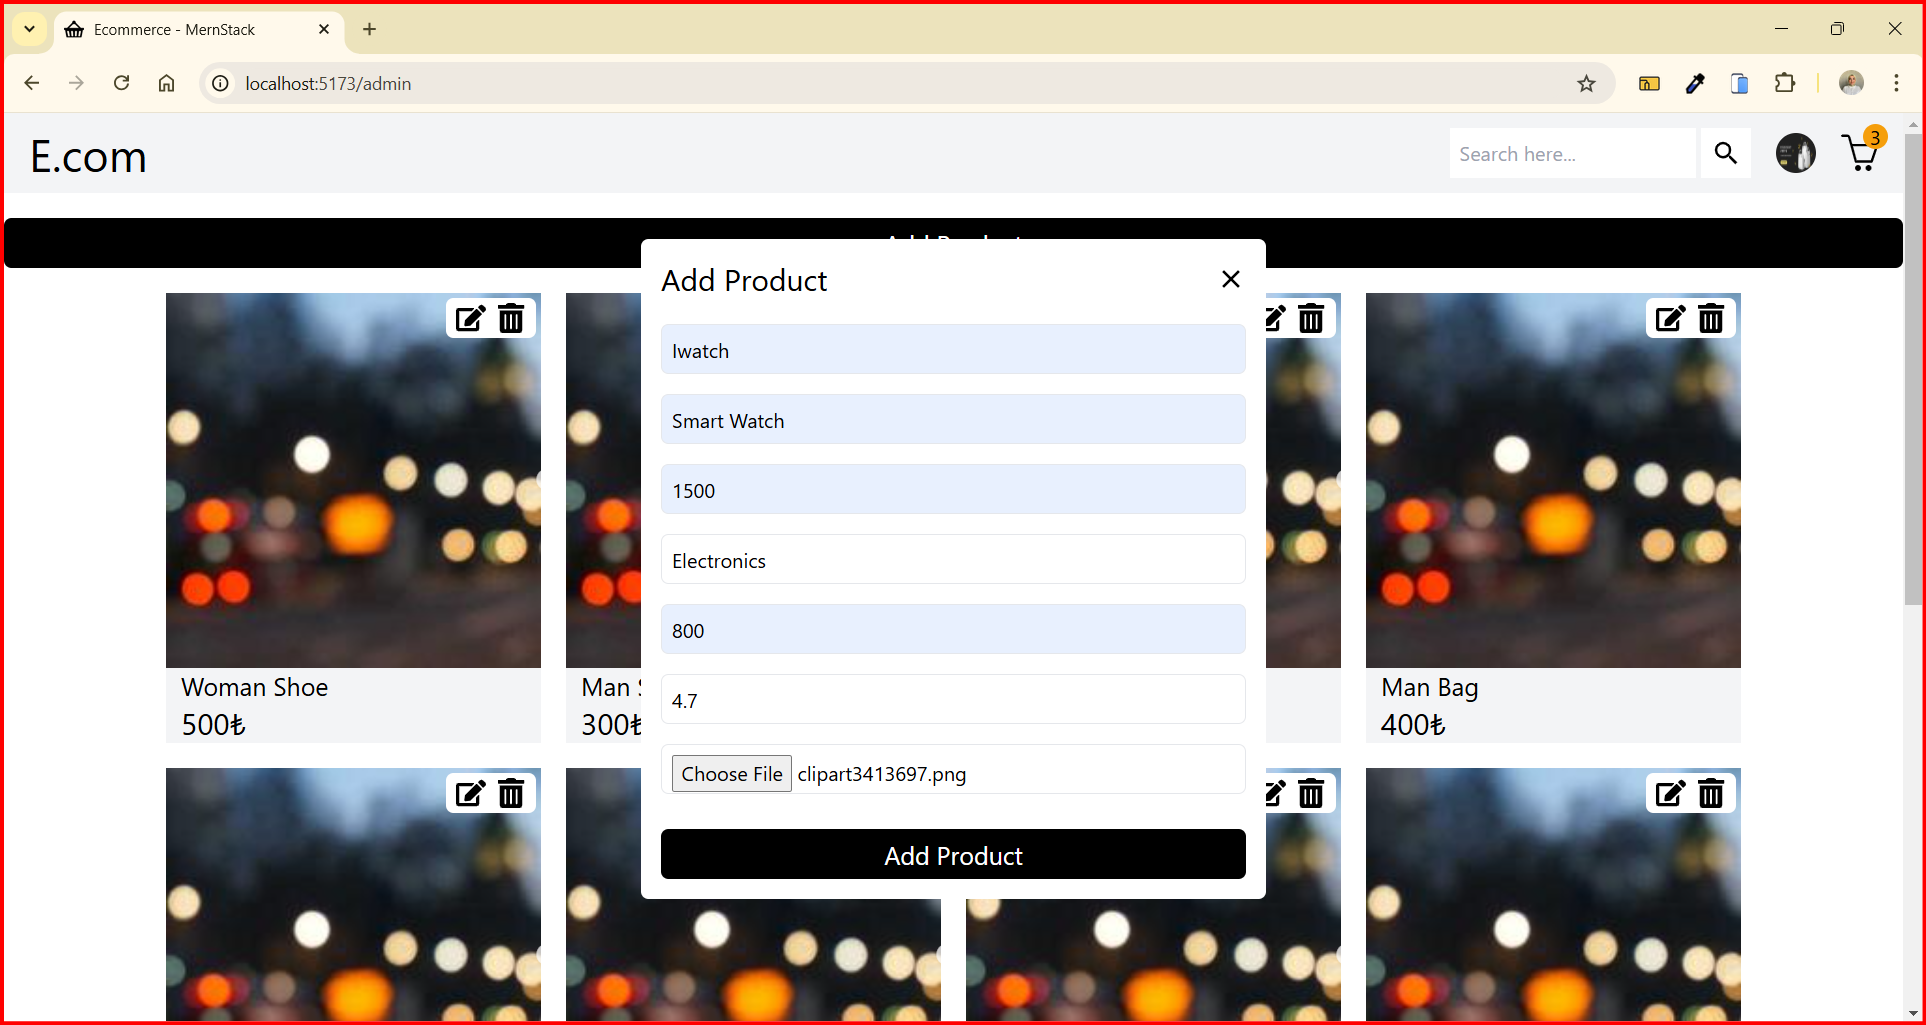 Ecommerce - MernStack
localhost:5173/admin
E.com
Search here...
3
Add Product
Add Product
Iwatch
Smart Watch
1500
Electronics
800
4.7
Choose File clipart3413697.png
Add Product
Woman Shoe
500₺
Man
300₺
Man Bag
400₺